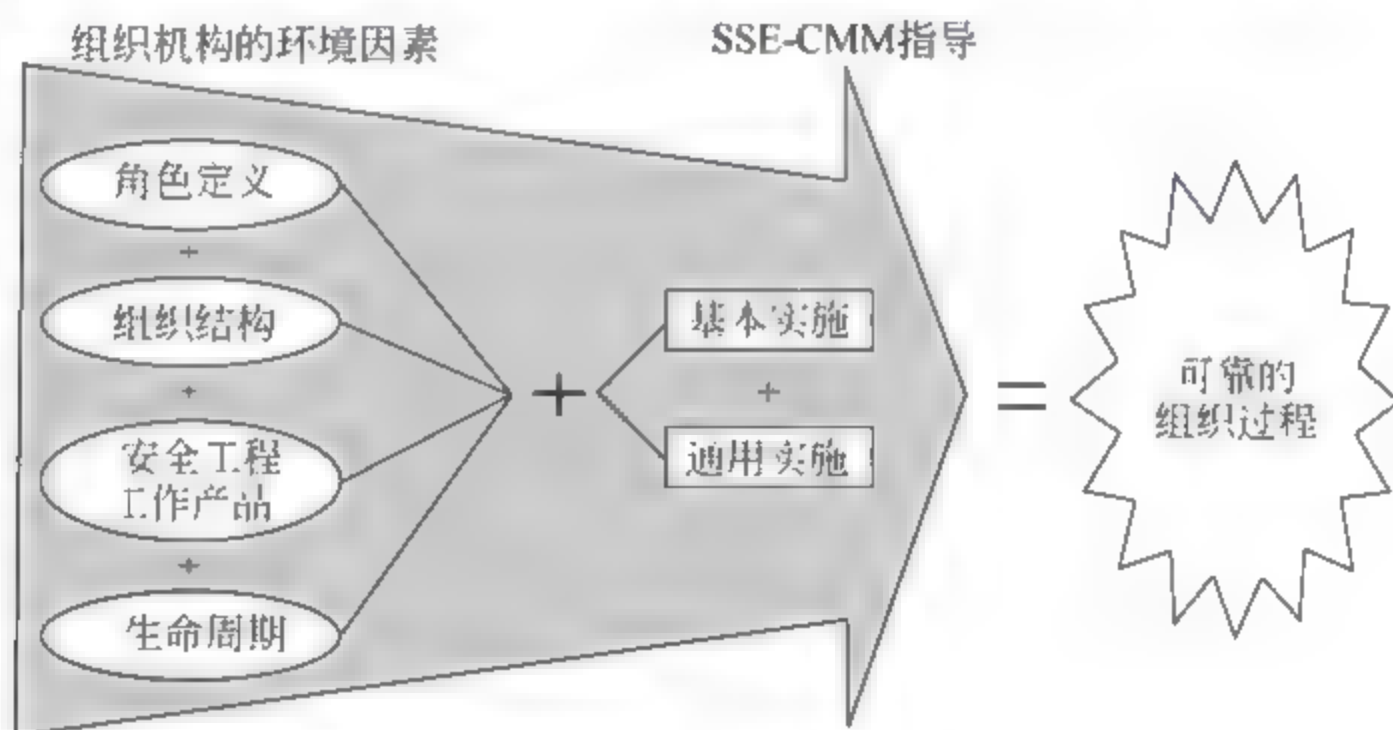 组织机构的环境因素
SSE-CMM指导
角色定义
+
组织结构
+
安全工程
工作产品
+
生命周期
+
基本实施
+
通用实施
=
可靠的
组织过程